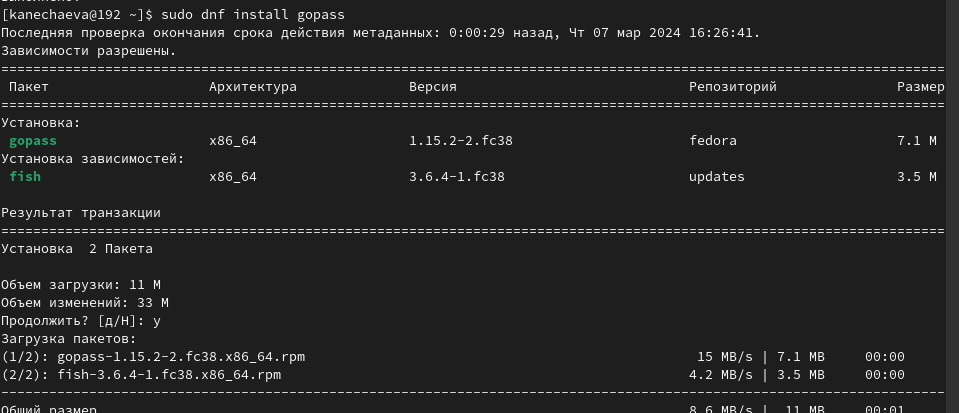 [kanechaeva@192 ~]$ sudo dnf install gopass
Последняя проверка окончания срока действия метаданных: 0:00:29 назад, Чт 07 мар 2024 16:26:41.
Зависимости разрешены.
================================================================================
Пакет Архитектура Версия Репозиторий Размер
================================================================================
Установка:
gopass x86_64 1.15.2-2.fc38 fedora 7.1 M
Установка зависимостей:
fish x86_64 3.6.4-1.fc38 updates 3.5 M
Результат транзакции
================================================================================
Установка 2 Пакета
Объем загрузки: 11 M
Объем изменений: 33 M
Продолжить? [д/Н]: y
Загрузка пакетов:
(1/2): gopass-1.15.2-2.fc38.x86_64.rpm 15 MB/s | 7.1 MB 00:00
(2/2): fish-3.6.4-1.fc38.x86_64.rpm 4.2 MB/s | 3.5 MB 00:00
--------------------------------------------------------------------------------
Общий размер 8.6 MB/s | 11 MB 00:01